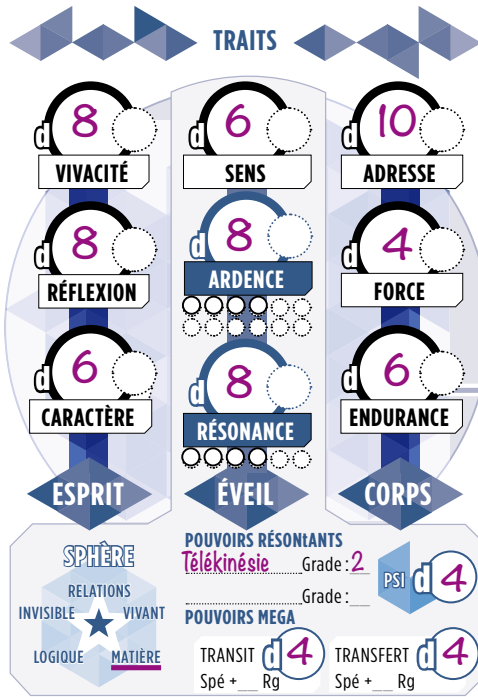 TRAITS
d8 d6 d10
VIVACITÉ SENS ADRESSE
d8 d8 d4
RÉFLEXION ARDENCE FORCE
d6 d8 d6
CARACTÈRE RÉSONANCE ENDURANCE
ESPRIT ÉVEIL CORPS
SPHÈRE
RELATIONS
INVISIBLE VIVANT
LOGIQUE MATIÈRE
POUVOIRS RÉSONtANTS
Télékinésie Grade : 2
Grade :
PSI d4
POUVOIRS MEGA
TRANSIT d4 TRANSFERT d4
Spé +__ Rg Spé +__ Rg